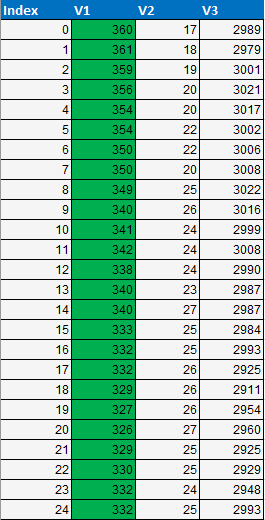 Index V1 V2 V3
0 360 17 2989
1 361 18 2979
2 359 19 3001
3 356 20 3021
4 354 20 3017
5 354 22 3002
6 350 22 3006
7 350 20 3008
8 349 25 3022
9 340 26 3016
10 341 24 2999
11 342 24 3008
12 338 24 2990
13 340 23 2987
14 340 27 2987
15 333 25 2984
16 332 25 2993
17 332 26 2925
18 329 26 2911
19 327 26 2954
20 326 27 2960
21 329 25 2925
22 330 25 2929
23 332 24 2948
24 332 25 2993